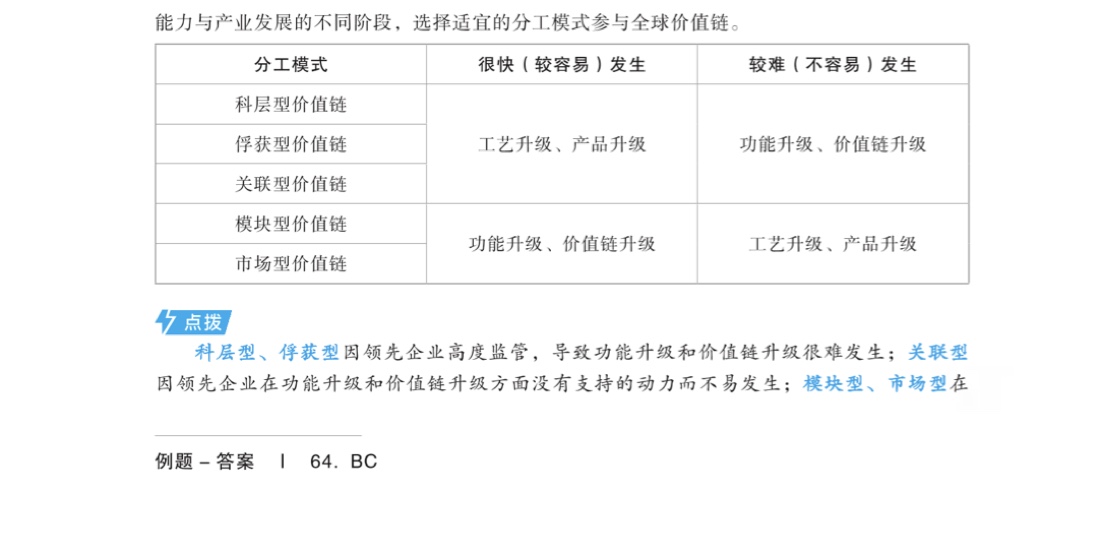 能力与产业发展的不同阶段，选择适宜的分工模式参与全球价值链。
分工模式 很快（较容易）发生 较难（不容易）发生
科层型价值链
俘获型价值链 工艺升级、产品升级 功能升级、价值链升级
关联型价值链
模块型价值链
功能升级、价值链升级 工艺升级、产品升级
市场型价值链
点拨
科层型、俘获型因领先企业高度监管，导致功能升级和价值链升级很难发生；关联型
因领先企业在功能升级和价值链升级方面没有支持的动力而不易发生；模块型、市场型在
例题－答案 | 64. BC